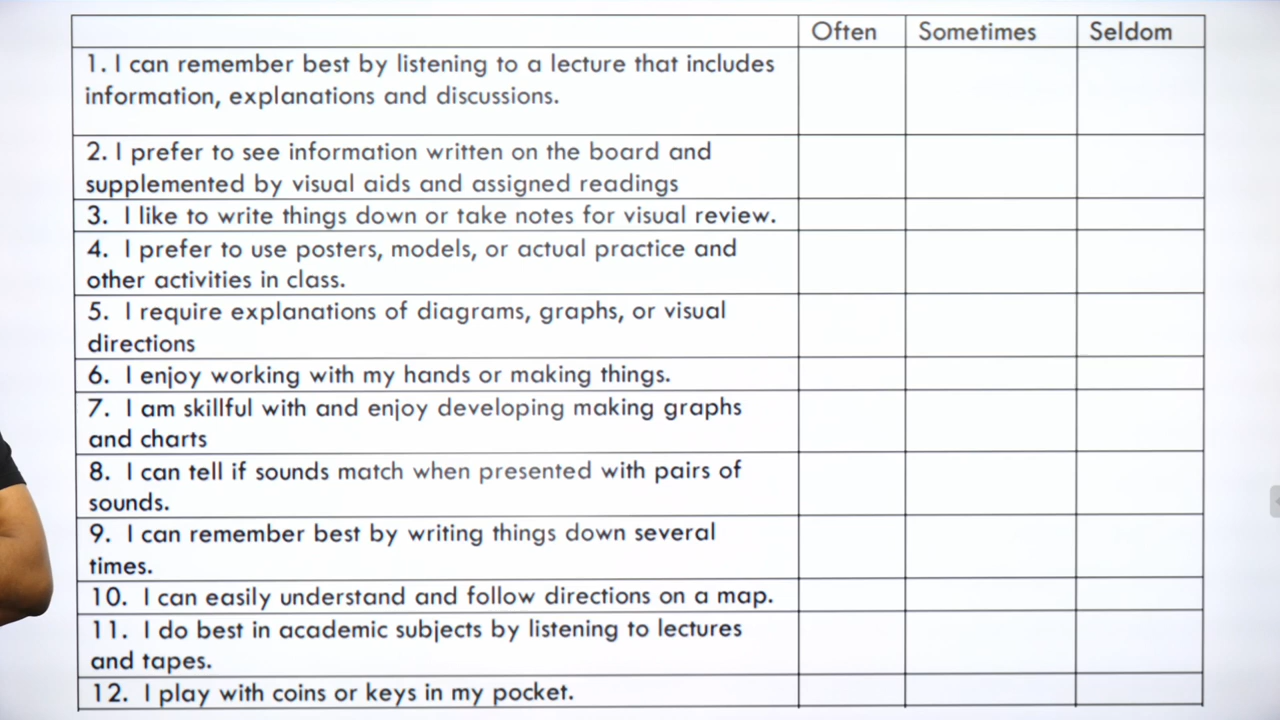 Often Sometimes Seldom
1. I can remember best by listening to a lecture that includes
information, explanations and discussions.
2. I prefer to see information written on the board and
supplemented by visual aids and assigned readings
3. I like to write things down or take notes for visual review.
4. I prefer to use posters, models, or actual practice and
other activities in class.
5. I require explanations of diagrams, graphs, or visual
directions
6. I enjoy working with my hands or making things.
7. I am skillful with and enjoy developing making graphs
and charts
8. I can tell if sounds match when presented with pairs of
sounds.
9. I can remember best by writing things down several
times.
10. I can easily understand and follow directions on a map.
11. I do best in academic subjects by listening to lectures
and tapes.
12. I play with coins or keys in my pocket.